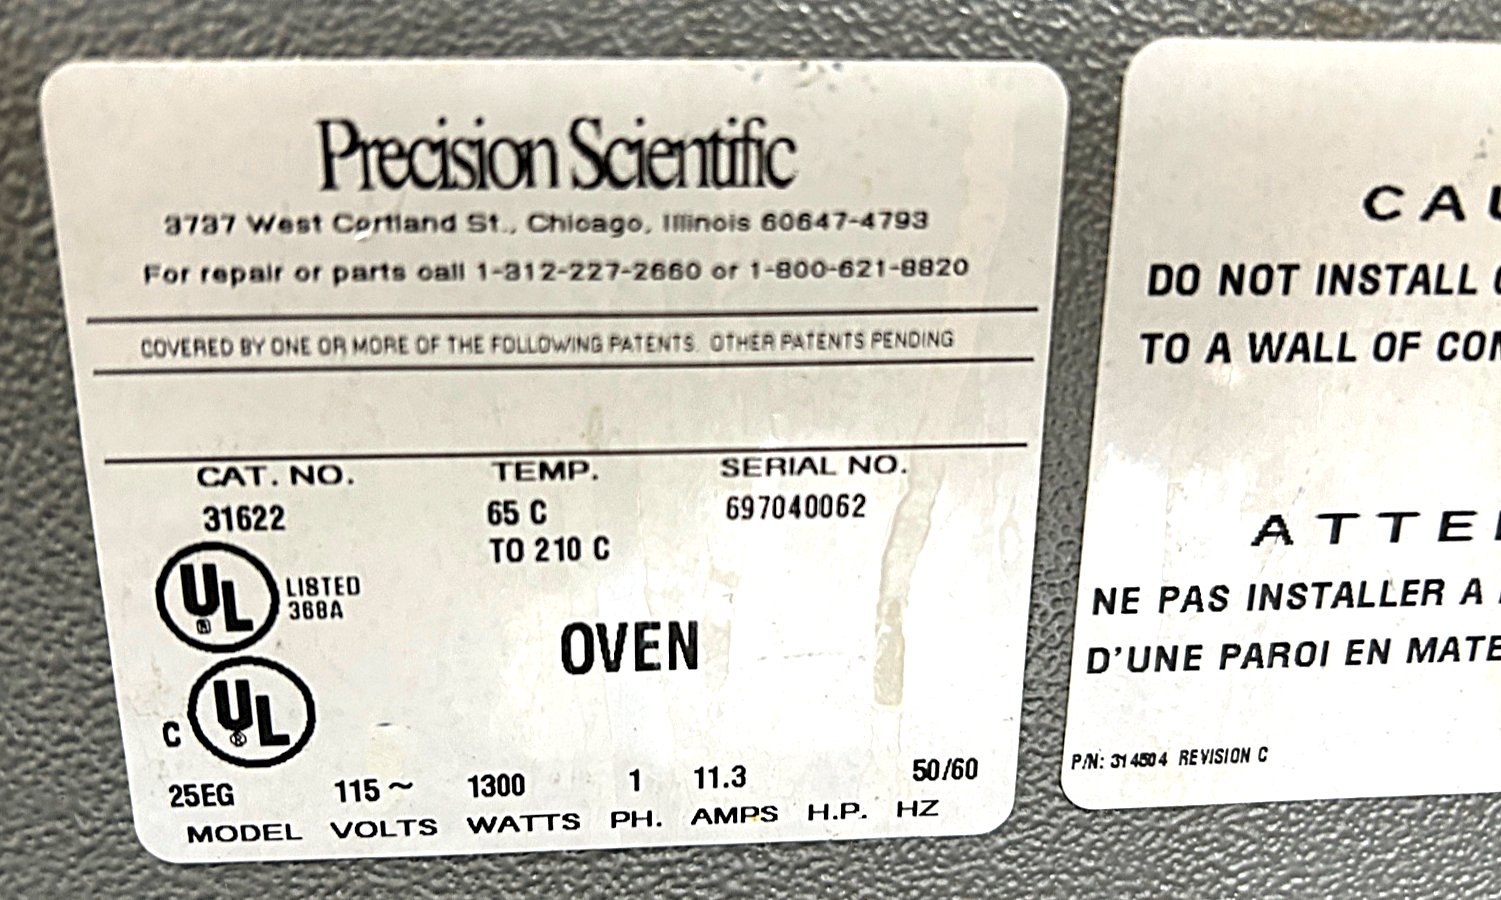 Precision Scientific
3737 West Cortland St., Chicago, Illinois 60647-4793
For repair or parts call 1-312-227-2660 or 1-800-621-8820
COVERED BY ONE OR MORE OF THE FOLLOWING PATENTS. OTHER PATENTS PENDING
CAT. NO. TEMP. SERIAL NO.
31622 65 C 697040062
TO 210 C
UL ® LISTED
368A
OVEN
C UL ®
25EG 115 ~ 1300 1 11.3 50/60
MODEL VOLTS WATTS PH. AMPS H.P. HZ
CAU
DO NOT INSTALL
TO A WALL OF COM
ATTE
NE PAS INSTALLER A
D'UNE PAROI EN MATE
P/N: 314504 REVISION C